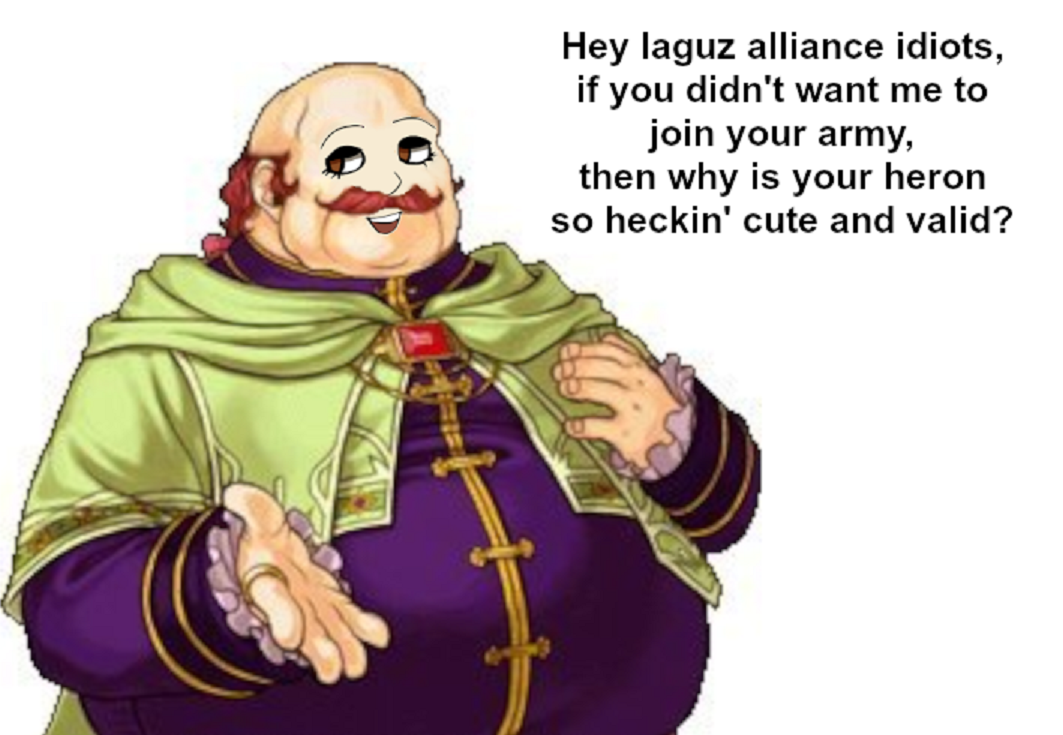 Hey laguz alliance idiots,
if you didn't want me to
join your army,
then why is your heron
so heckin' cute and valid?